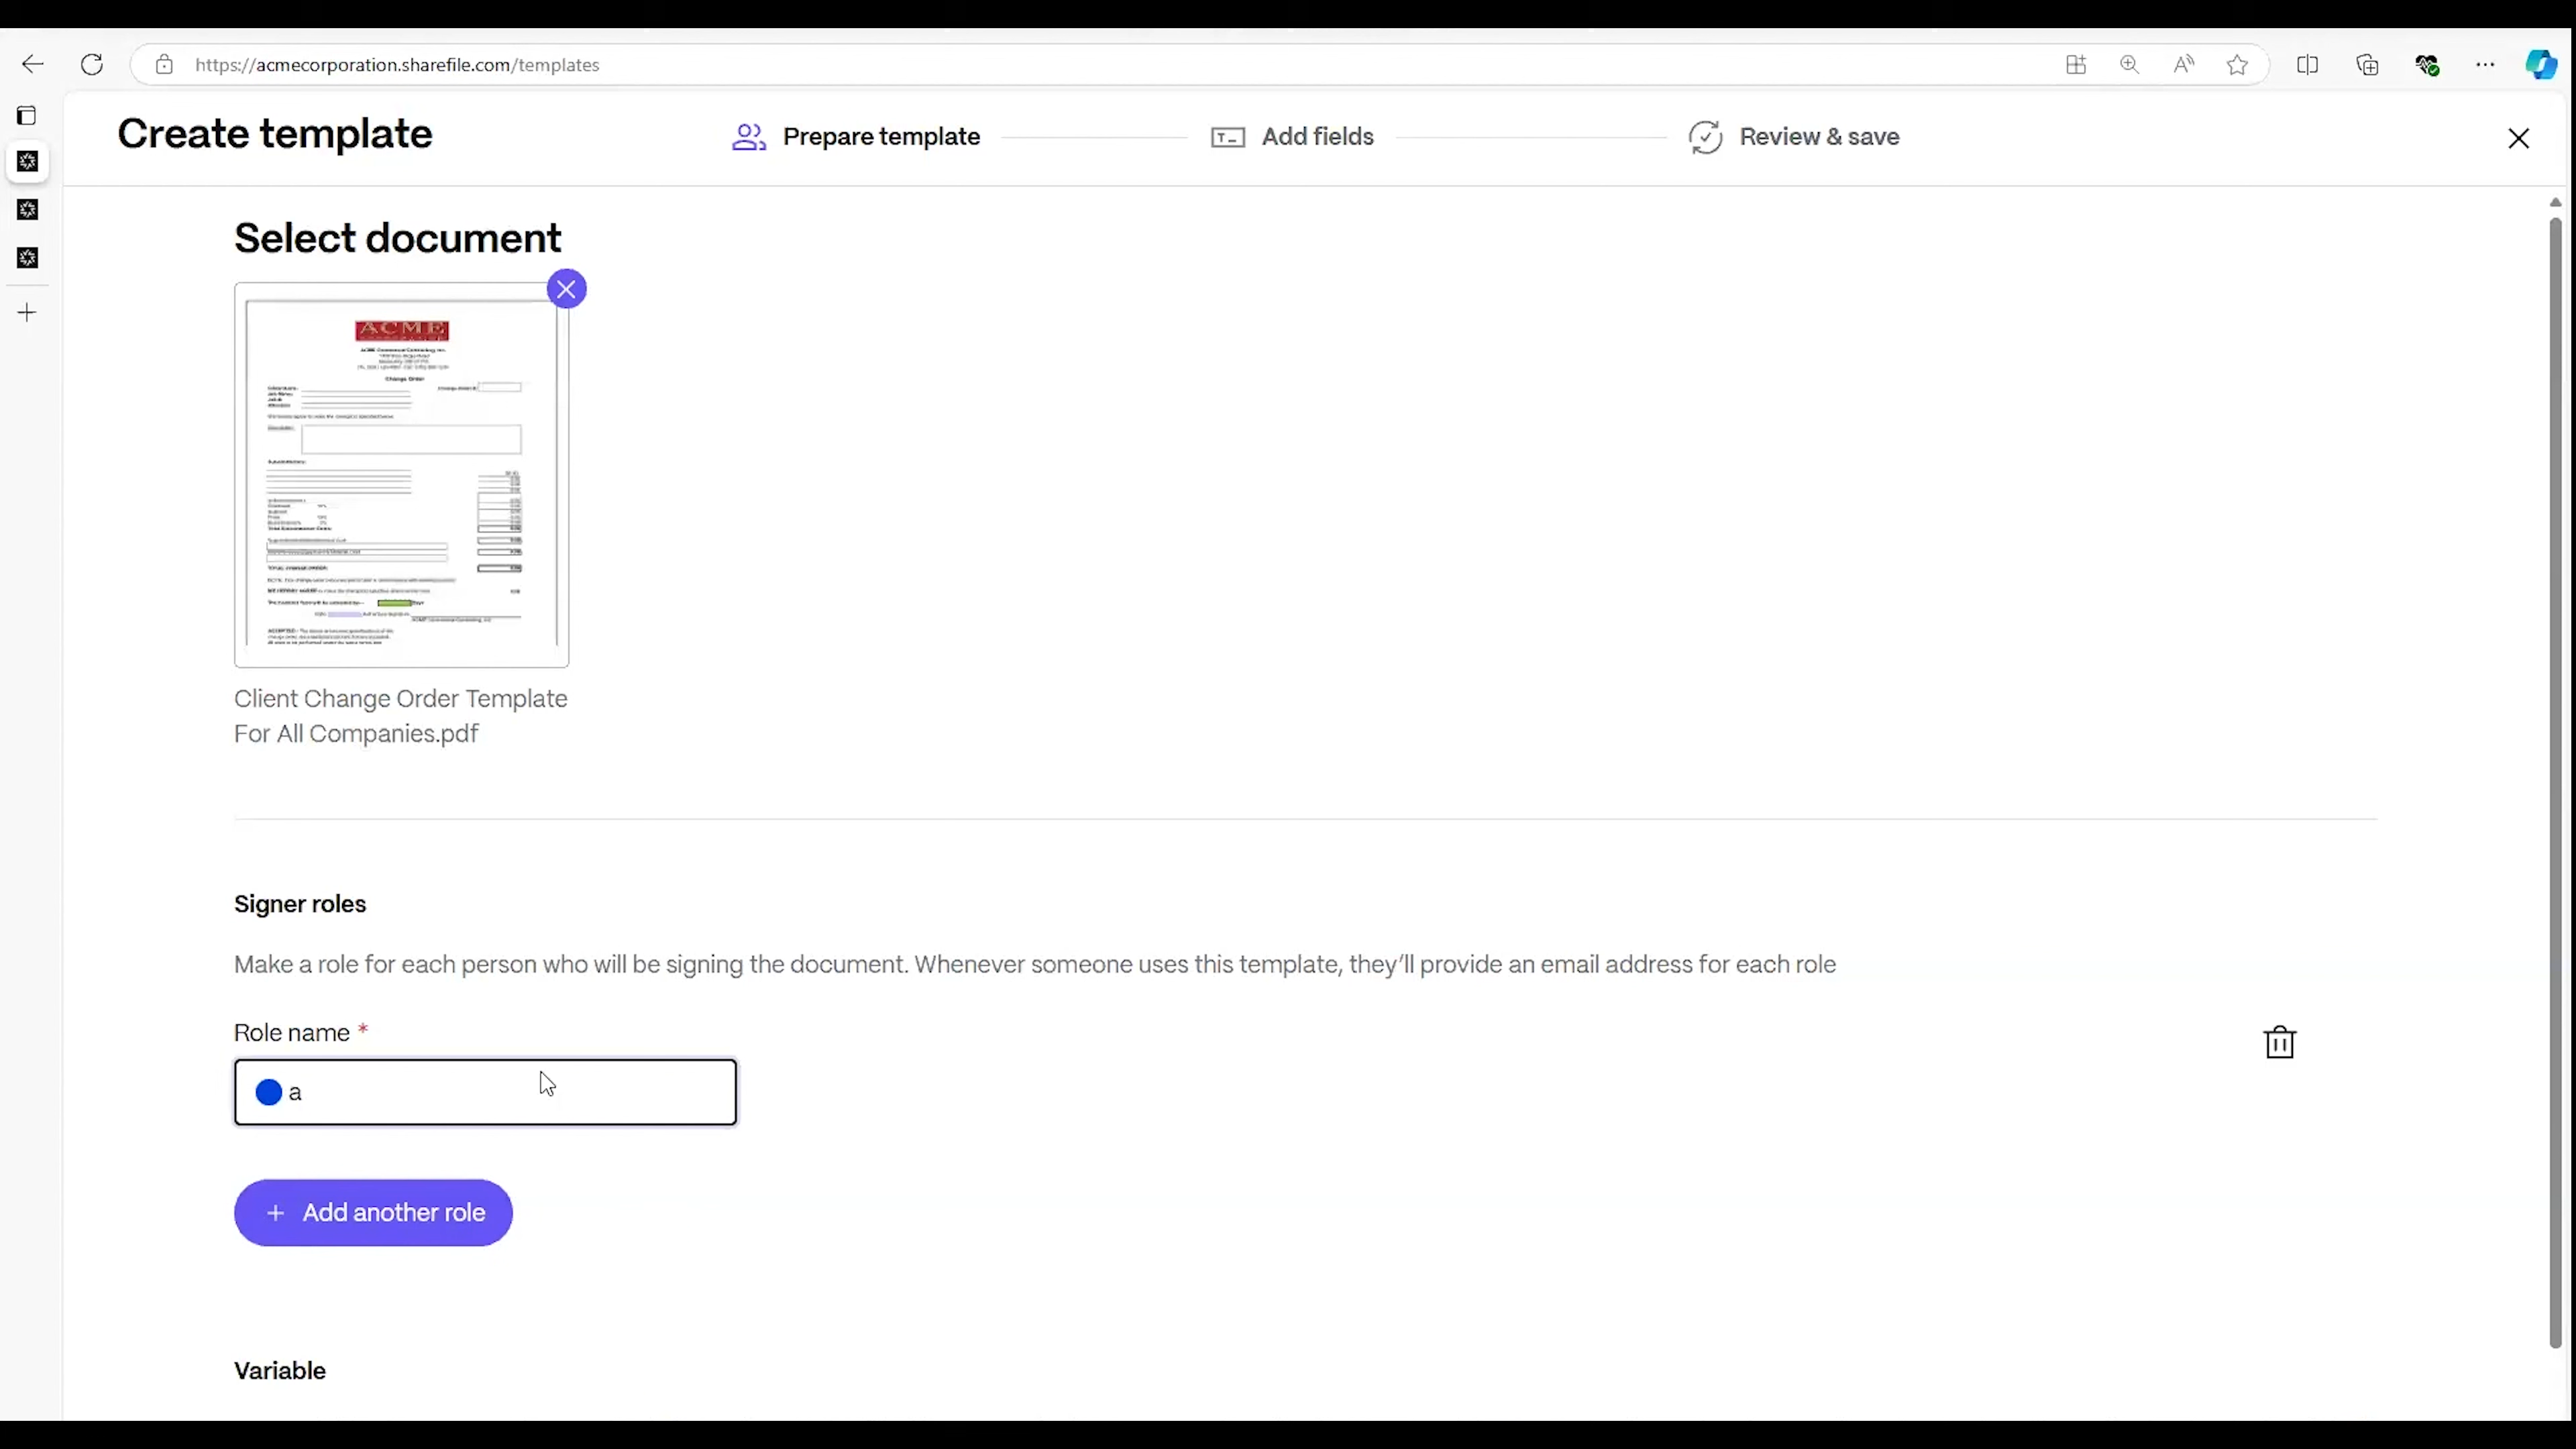 https://acmecorporation.sharefile.com/templates
Create template
Prepare template
Add fields
Review & save
Select document
ACME
Change Order
Client Change Order Template
For All Companies.pdf
Signer roles
Make a role for each person who will be signing the document. Whenever someone uses this template, they'll provide an email address for each role
Role name *
a
+ Add another role
Variable